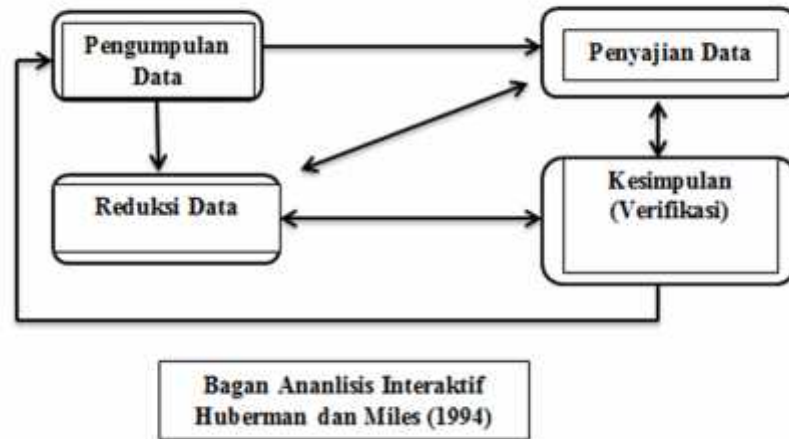 Pengumpulan
Data
Penyajian Data
Reduksi Data
Kesimpulan
(Verifikasi)
Bagan Ananlisis Interaktif
Huberman dan Miles (1994)